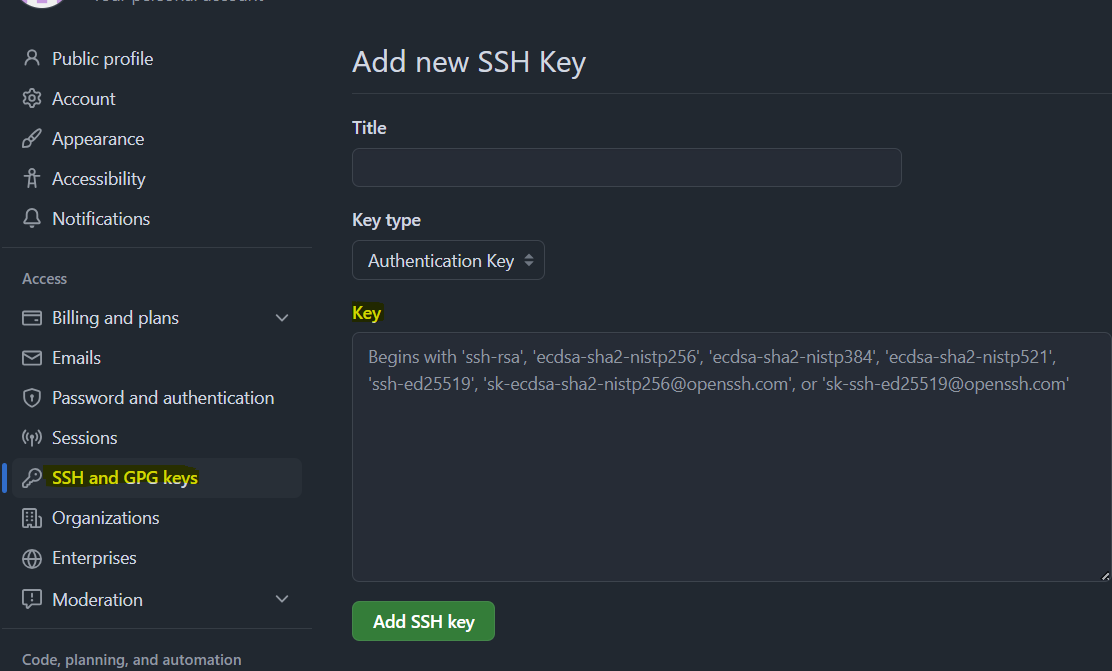 Your personal account
Public profile
Account
Appearance
Accessibility
Notifications
Access
Billing and plans
Emails
Password and authentication
Sessions
SSH and GPG keys
Organizations
Enterprises
Moderation
Code, planning, and automation
Add new SSH Key
Title
Key type
Authentication Key
Key
Begins with 'ssh-rsa', 'ecdsa-sha2-nistp256', 'ecdsa-sha2-nistp384', 'ecdsa-sha2-nistp521',
'ssh-ed25519', 'sk-ecdsa-sha2-nistp256@openssh.com', or 'sk-ssh-ed25519@openssh.com'
Add SSH key